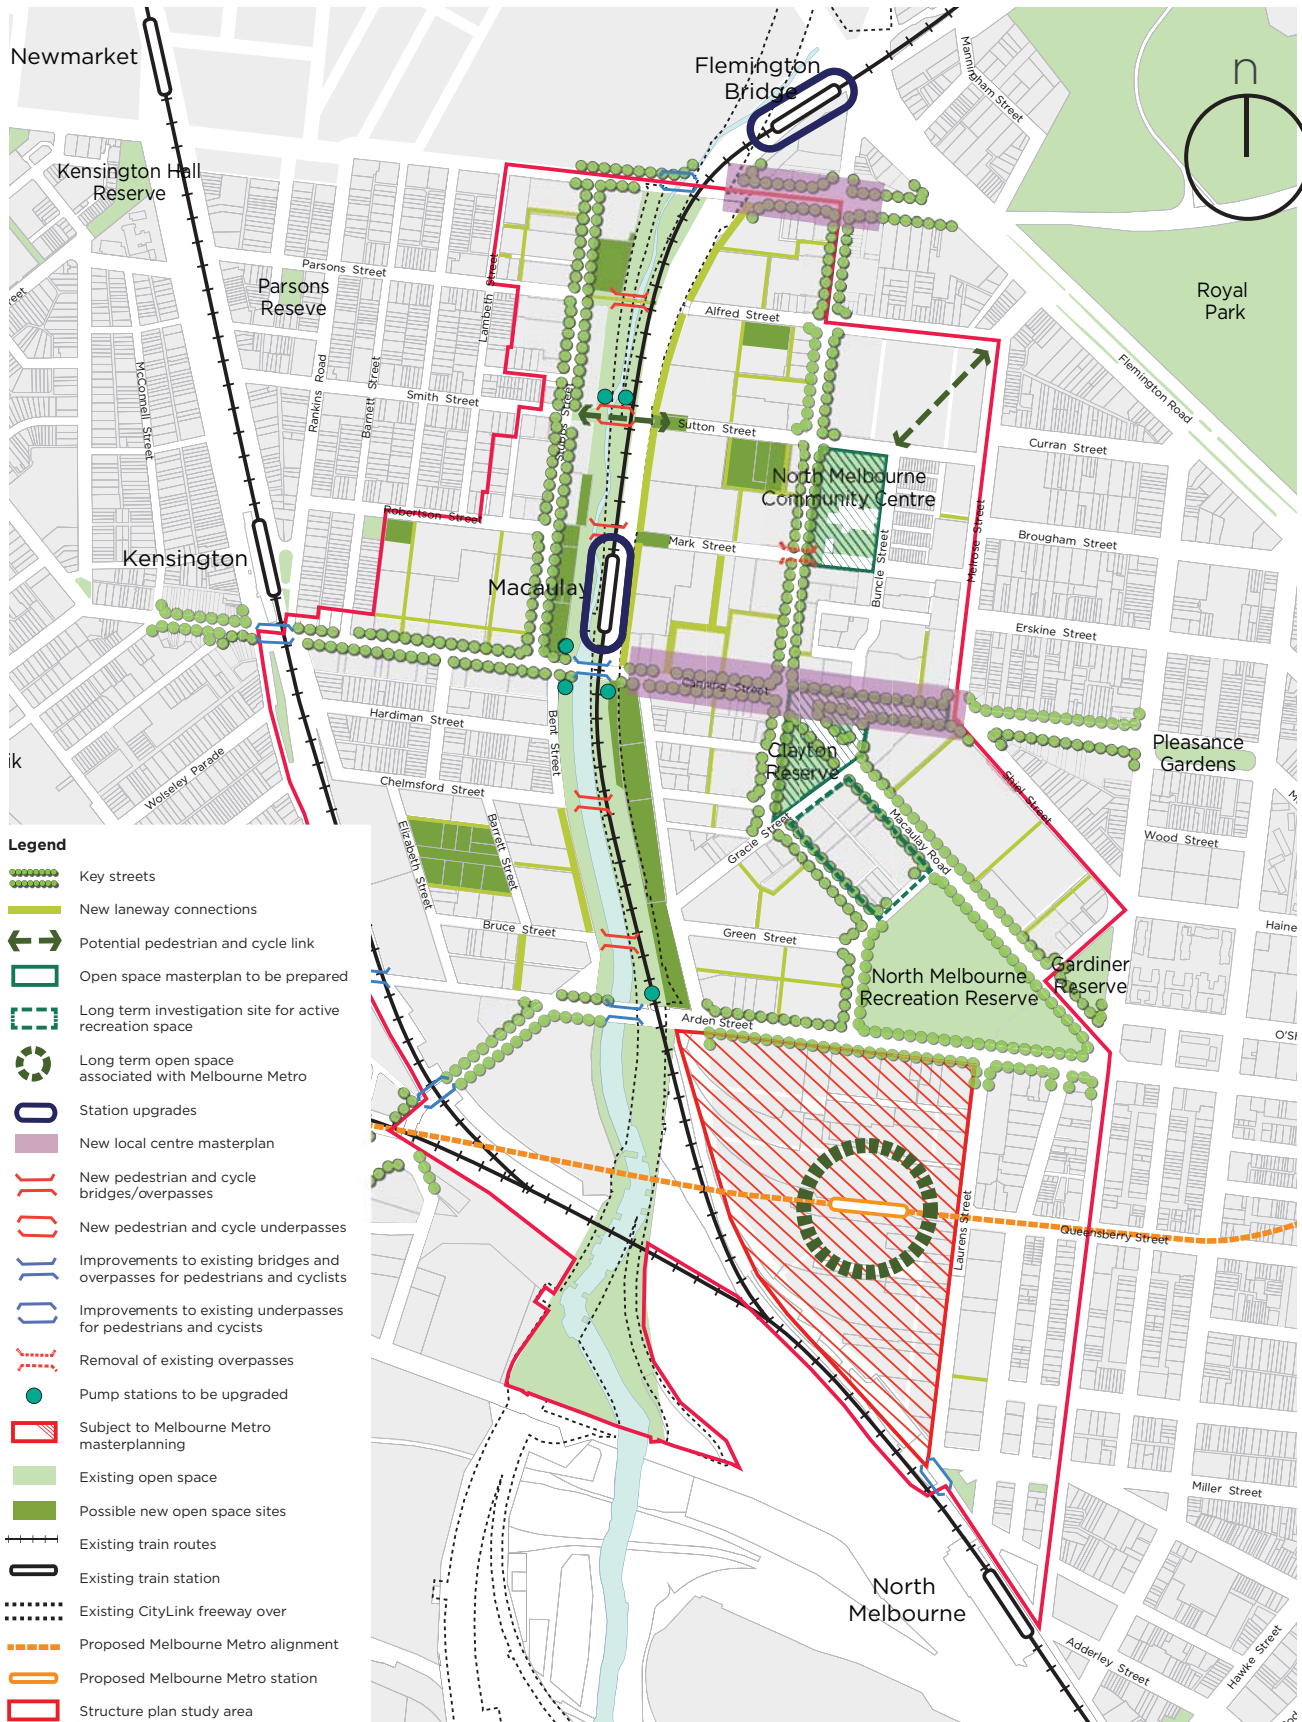 Newmarket
Flemington
Bridge
Manningham Street
n
Kensington Hall
Reserve
Parsons Street
Parsons
Reseve
Lambeth Street
Royal
Park
Alfred Street
Flemington Road
McConnell Street
Rankins Road
Barnett Street
Smith Street
Stubbs Street
Sutton Street
Curran Street
North Melbourne
Community Centre
Robertson Street
Mark Street
Buncle Street
Melrose Street
Brougham Street
Kensington
Macaulay
Erskine Street
Canning Street
Hardiman Street
Bent Street
Clayton
Reserve
Pleasance
Gardens
ik
Wolseley Parade
Chelmsford Street
Shiel Street
Elizabeth Street
Barrett Street
Gracie Street
Macaulay Road
Wood Street
Bruce Street
Green Street
Haine
North Melbourne
Recreation Reserve
Gardiner
Reserve
Arden Street
Laurens Street
Queensberry Street
Miller Street
North
Melbourne
Adderley Street
Hawke Street
Legend
Key streets
New laneway connections
Potential pedestrian and cycle link
Open space masterplan to be prepared
Long term investigation site for active
recreation space
Long term open space
associated with Melbourne Metro
Station upgrades
New local centre masterplan
New pedestrian and cycle
bridges/overpasses
New pedestrian and cycle underpasses
Improvements to existing bridges and
overpasses for pedestrians and cyclists
Improvements to existing underpasses
for pedestrians and cycists
Removal of existing overpasses
Pump stations to be upgraded
Subject to Melbourne Metro
masterplanning
Existing open space
Possible new open space sites
Existing train routes
Existing train station
Existing CityLink freeway over
Proposed Melbourne Metro alignment
Proposed Melbourne Metro station
Structure plan study area